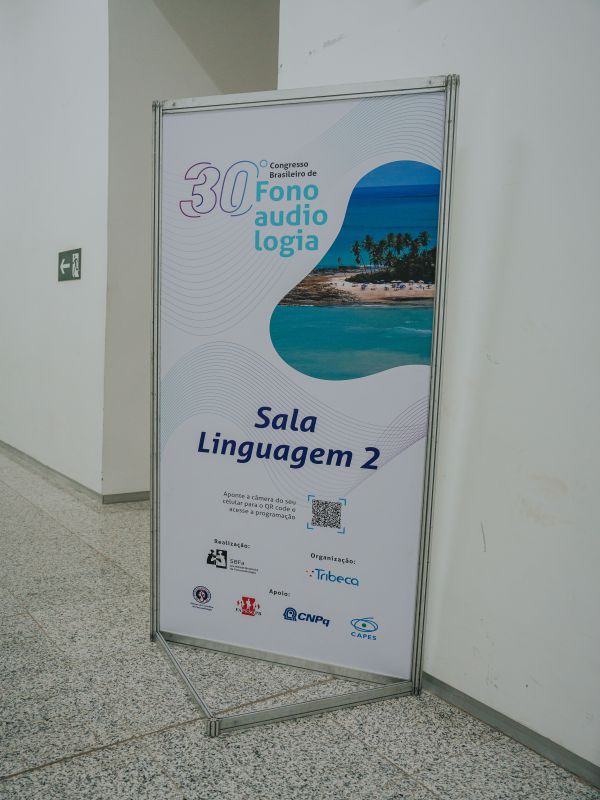 30°
Congresso
Brasileiro de
Fono
audio
logia
Sala
Linguagem 2
Aponte a câmera do seu
celular para o QR code e
acesse a programação
Realização:
SBFa
Organização:
Tribeca
Apoio:
CNPq
CAPES